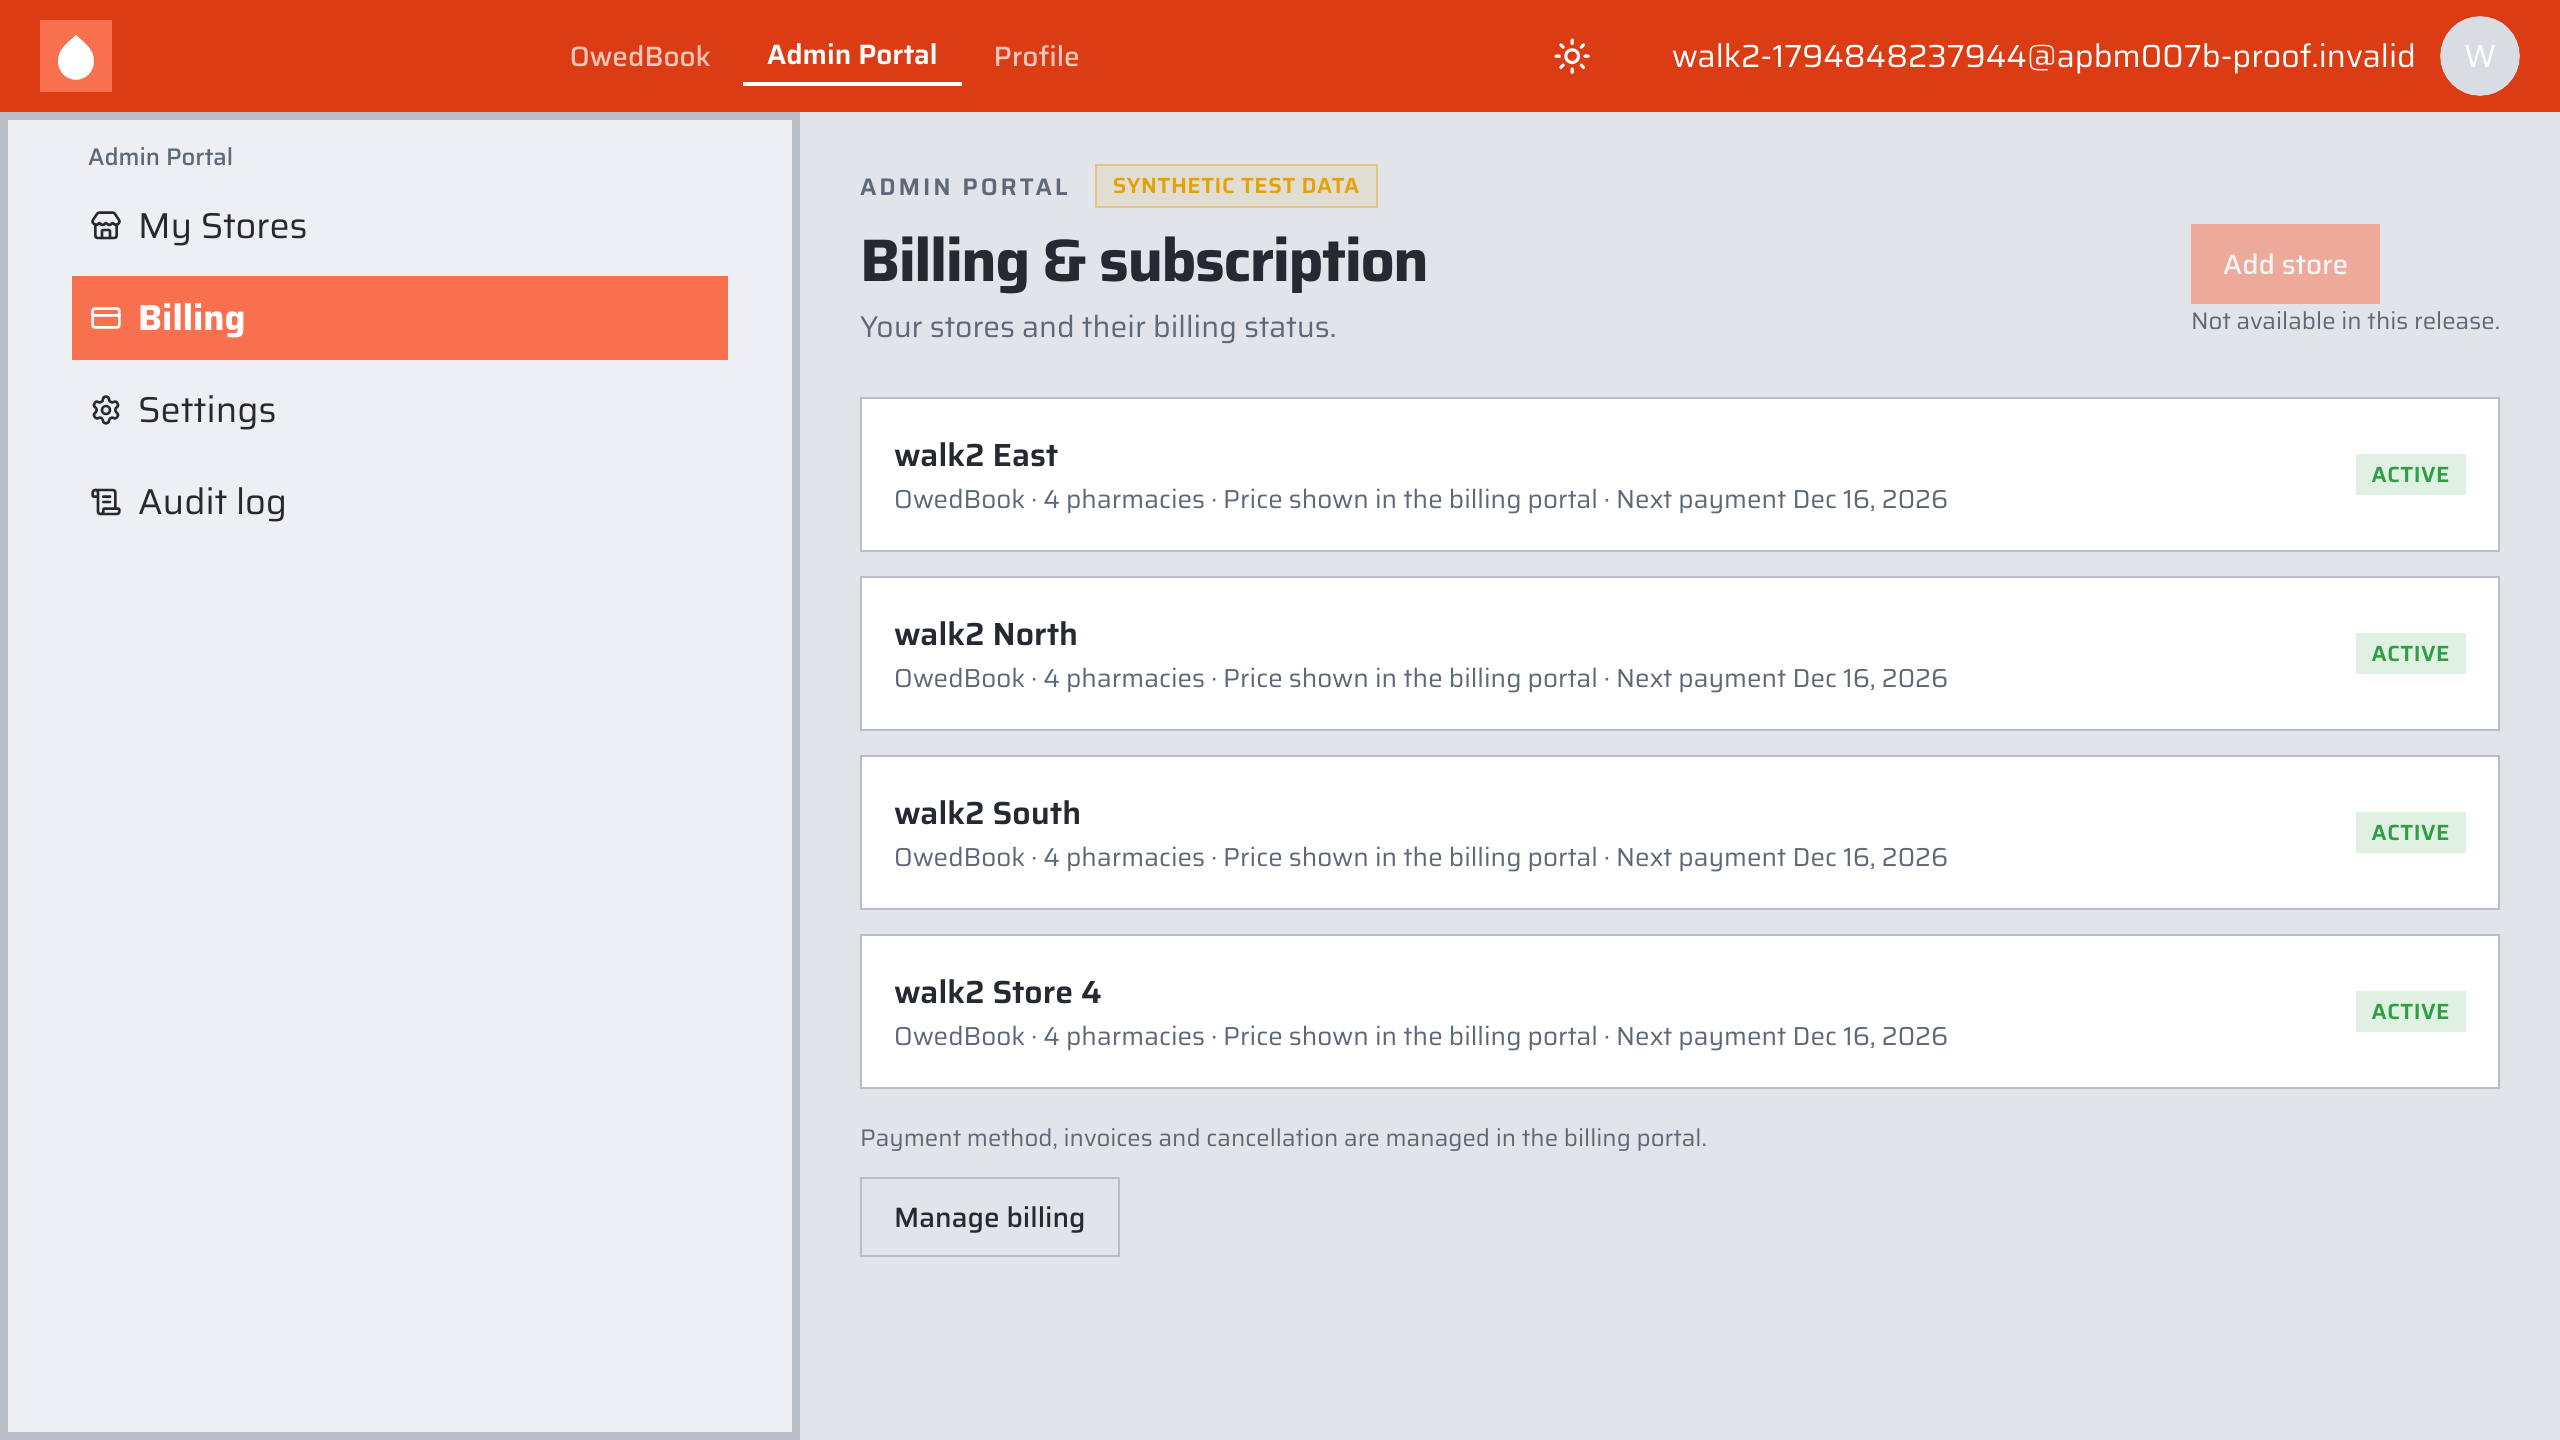 OwedBook
Admin Portal
Profile
walk2-1794848237944@apbm007b-proof.invalid
W
Admin Portal
My Stores
Billing
Settings
Audit log
ADMIN PORTAL
SYNTHETIC TEST DATA
Billing & subscription
Your stores and their billing status.
Add store
Not available in this release.
walk2 East
OwedBook · 4 pharmacies · Price shown in the billing portal · Next payment Dec 16, 2026
ACTIVE
walk2 North
OwedBook · 4 pharmacies · Price shown in the billing portal · Next payment Dec 16, 2026
ACTIVE
walk2 South
OwedBook · 4 pharmacies · Price shown in the billing portal · Next payment Dec 16, 2026
ACTIVE
walk2 Store 4
OwedBook · 4 pharmacies · Price shown in the billing portal · Next payment Dec 16, 2026
ACTIVE
Payment method, invoices and cancellation are managed in the billing portal.
Manage billing